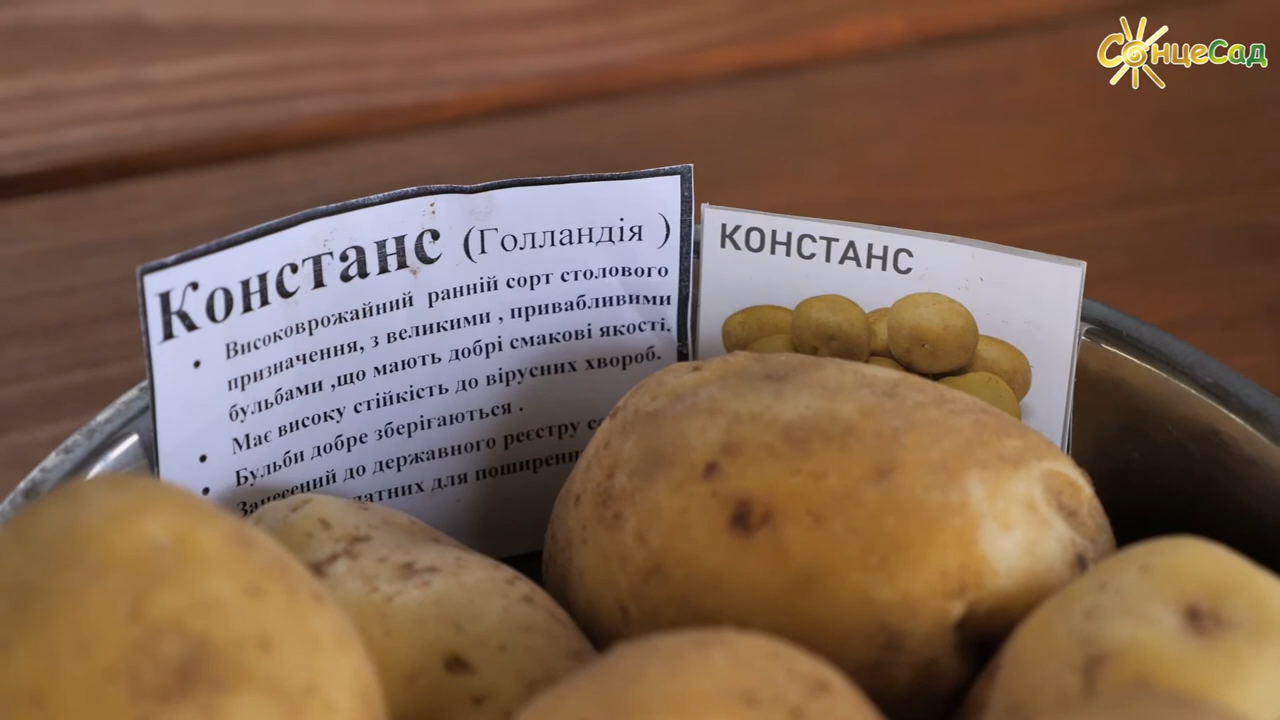 СонцеСад
Констанс (Голландія )
• Високоврожайний ранній сорт столового
призначення, з великими , привабливими
бульбами ,що мають добрі смакові якості.
• Має високу стійкість до вірусних хвороб.
• Бульби добре зберігаються .
Занесений до державного реєстру
для
КОНСТАНС